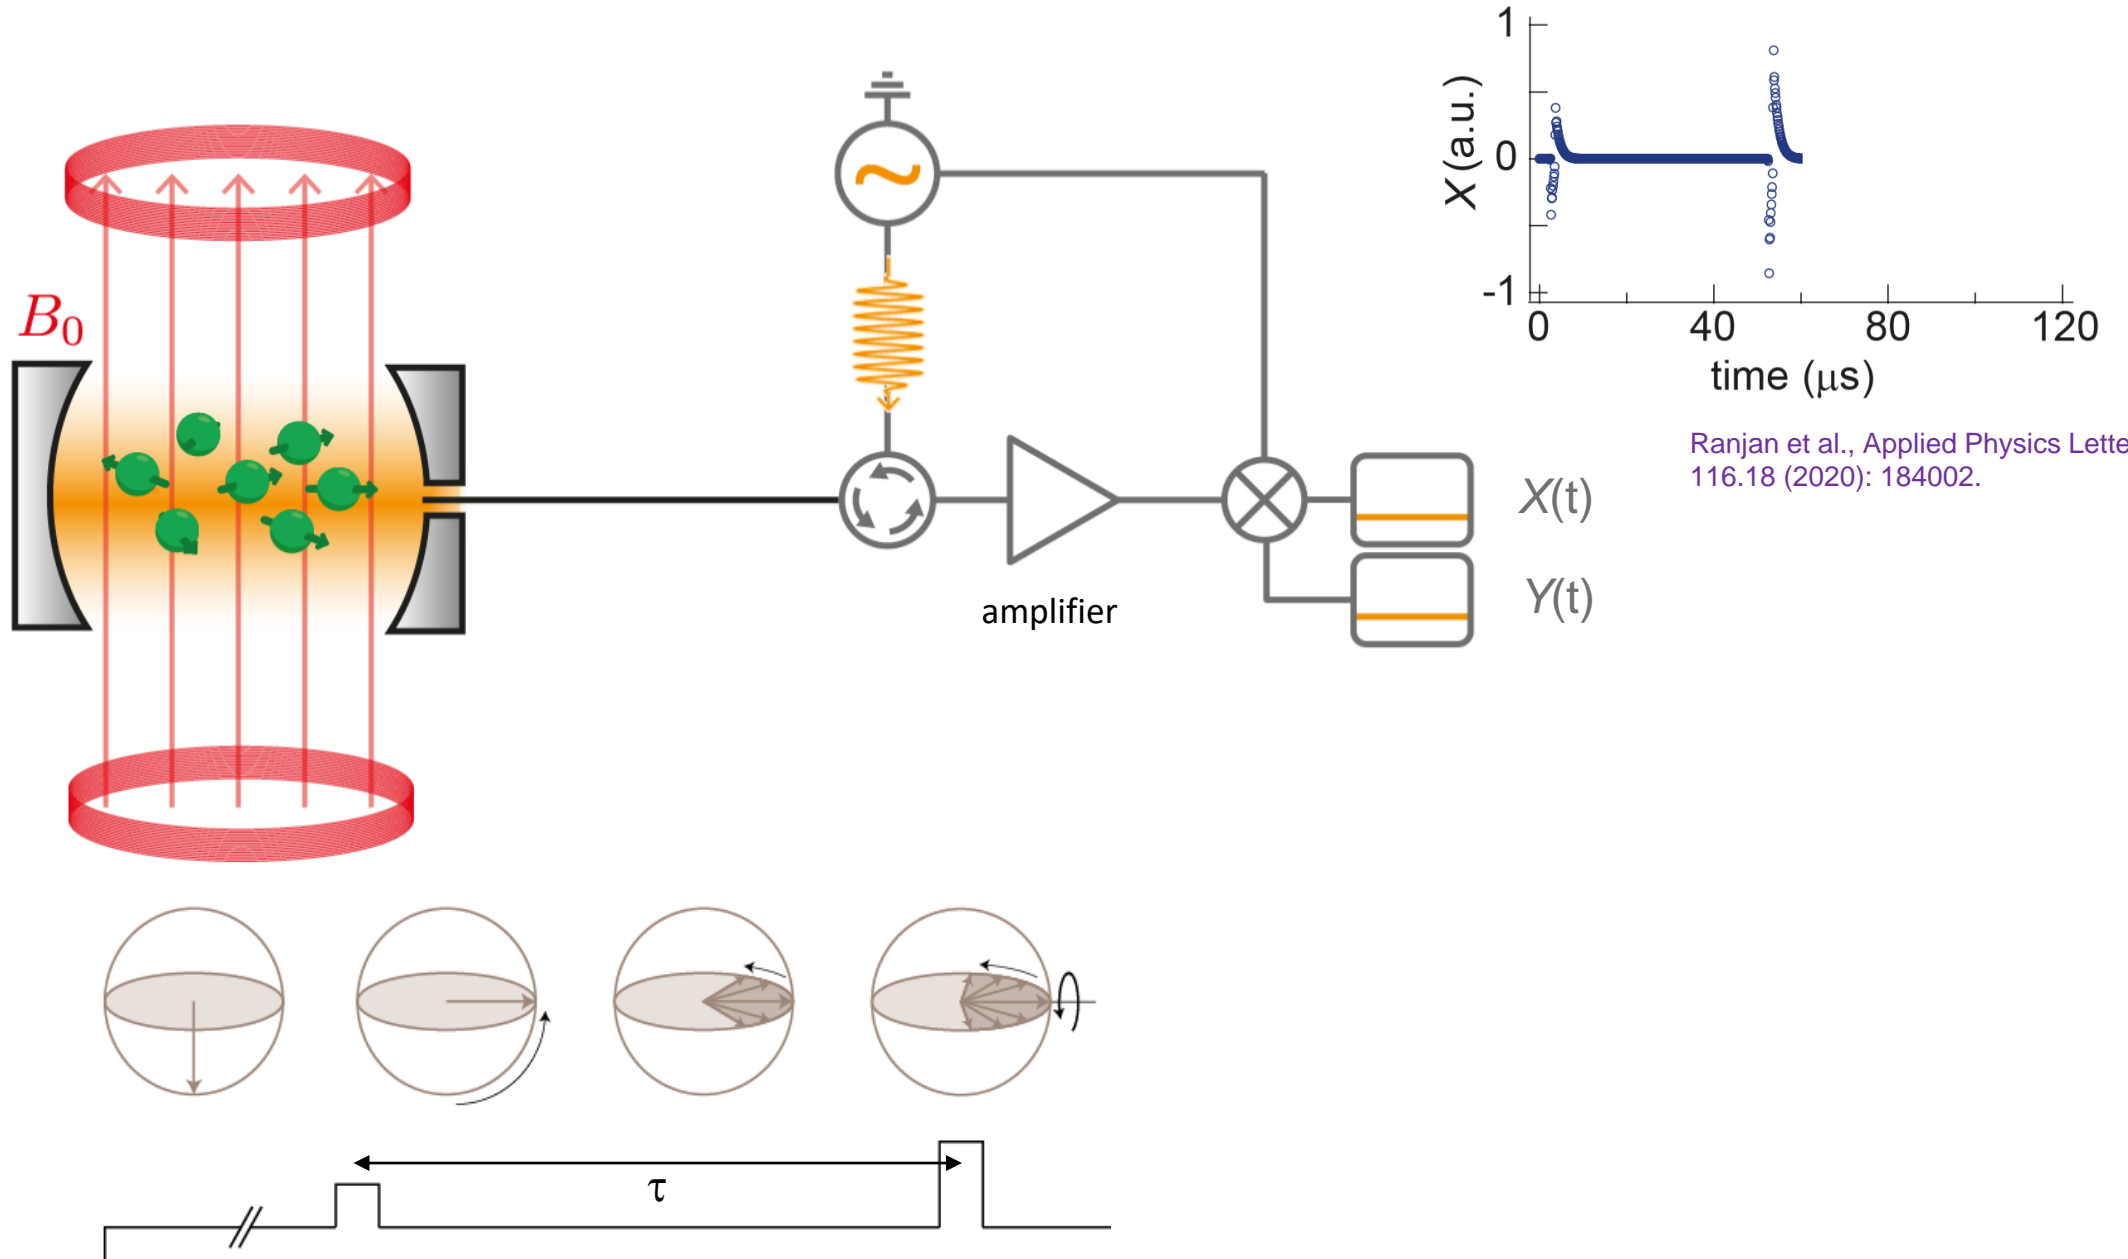 B0
1
0
-1
X (a.u.)
0 40 80 120
time (μs)
Ranjan et al., Applied Physics Lette
116.18 (2020): 184002.
X(t)
Y(t)
amplifier
τ